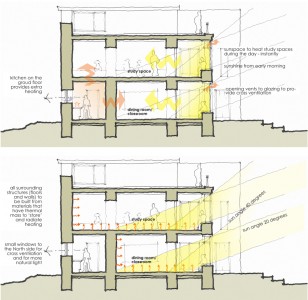 sunspace to heat study spaces
during the day - instantly
sunshine from early morning
study space
kitchen on the
groud floor
provides extra
heating
opening vents to glazing to pro-
vide cross ventilation
dining room/
classroom
all surrounding
structures (floors
and walls) to
be built from
materials that
have thermal
mass to 'store'
and radiate
heating
sun angle 60 degrees
sun angle 20 degrees
study space
small windows to
the North side for
cross ventilation
and for more
natural light
dining room/
classroom